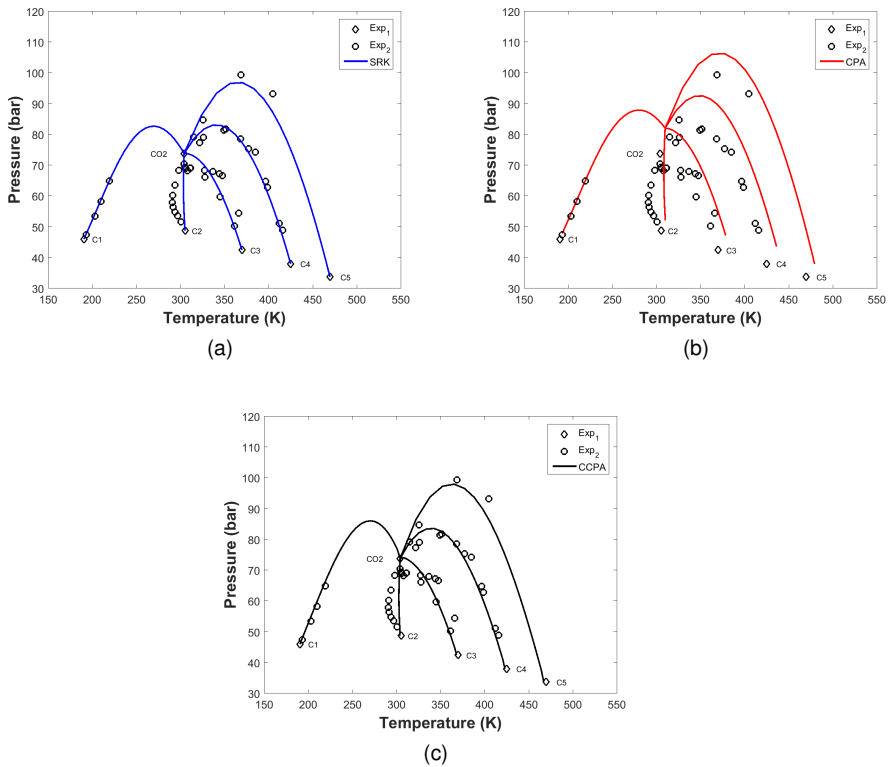 120
110
100
90
80
70
60
50
40
30
150
200
250
300
350
400
450
500
550
Pressure (bar)
Temperature (K)
Exp1
Exp2
SRK
CO2
C1
C2
C3
C4
C5
(a)
120
110
100
90
80
70
60
50
40
30
150
200
250
300
350
400
450
500
550
Pressure (bar)
Temperature (K)
Exp1
Exp2
CPA
CO2
C1
C2
C3
C4
C5
(b)
120
110
100
90
80
70
60
50
40
30
150
200
250
300
350
400
450
500
550
Pressure (bar)
Temperature (K)
Exp1
Exp2
CCPA
CO2
C1
C2
C3
C4
C5
(c)